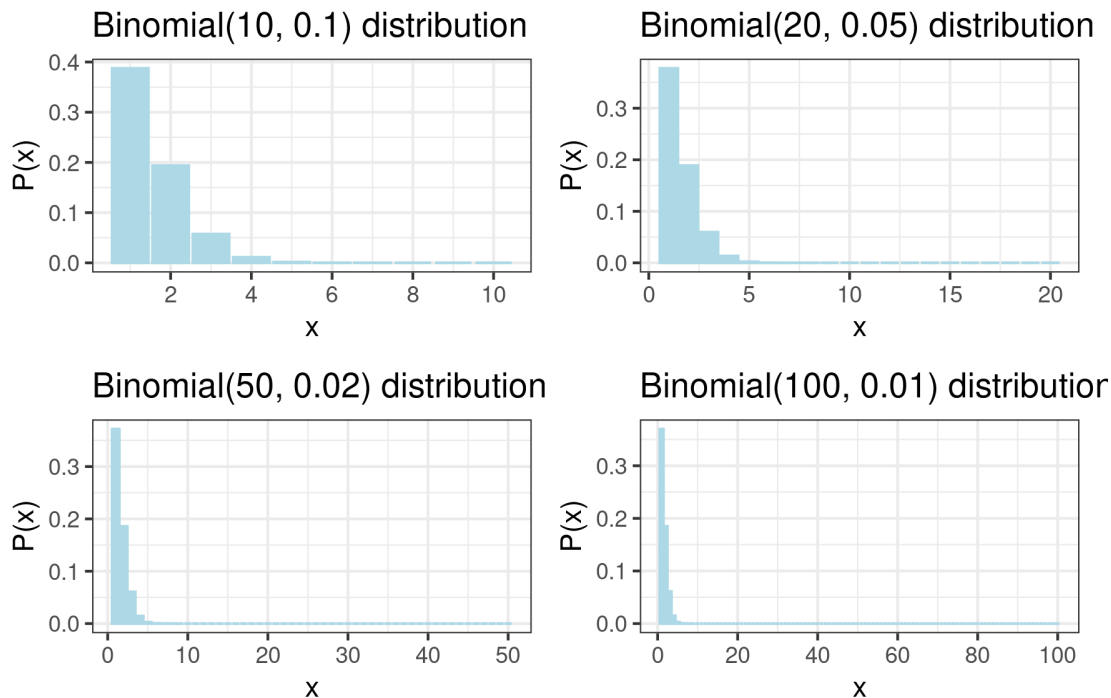 Binomial(10, 0.1) distribution
P(x)
0.4
0.3
0.2
0.1
0.0
2 4 6 8 10
x
Binomial(20, 0.05) distribution
P(x)
0.3
0.2
0.1
0.0
0 5 10 15 20
x
Binomial(50, 0.02) distribution
P(x)
0.3
0.2
0.1
0.0
0 10 20 30 40 50
x
Binomial(100, 0.01) distribution
P(x)
0.3
0.2
0.1
0.0
0 20 40 60 80 100
x